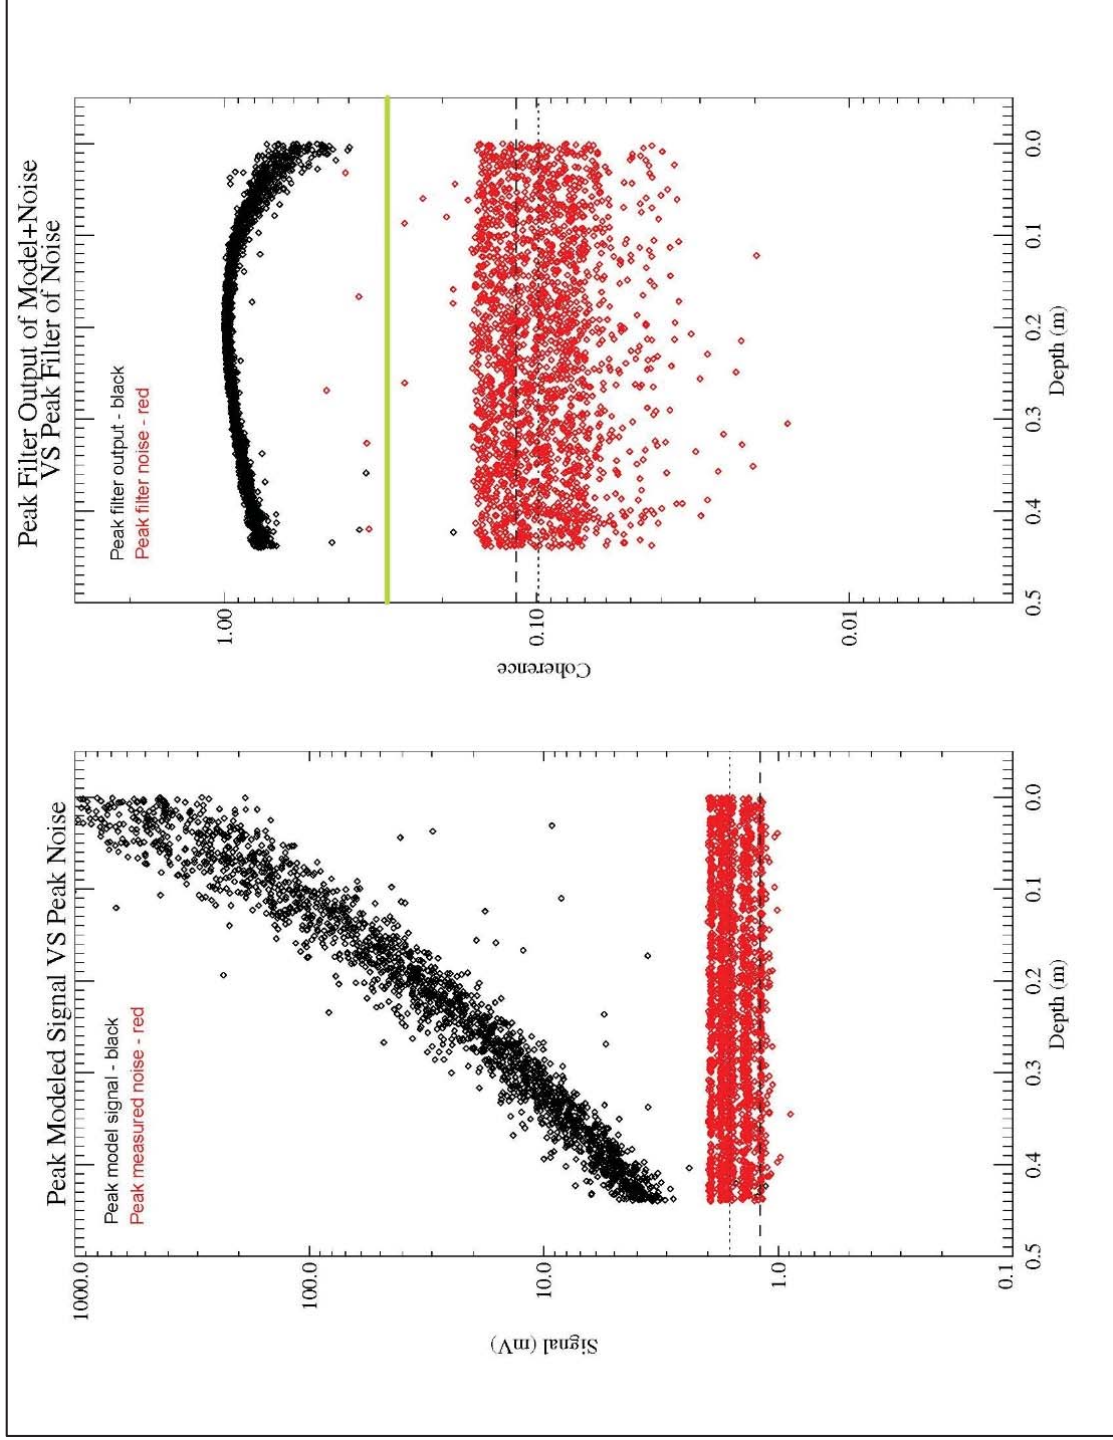 Peak Modeled Signal VS Peak Noise
Peak model signal - black
Peak measured noise - red
1000.0
100.0
10.0
1.0
0.1
Signal (mV)
0.5 0.4 0.3 0.2 0.1 0.0
Depth (m)
Peak Filter Output of Model+Noise
VS Peak Filter of Noise
Peak filter output - black
Peak filter noise - red
1.00
0.10
0.01
Coherence
0.5 0.4 0.3 0.2 0.1 0.0
Depth (m)